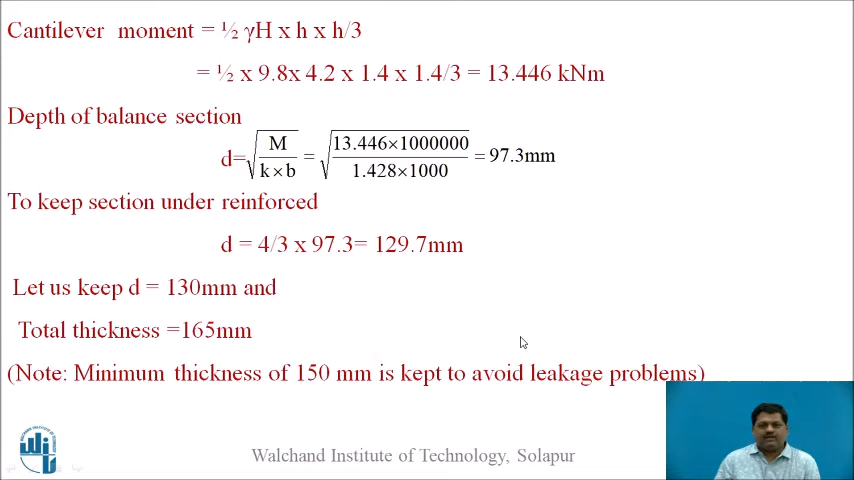 Cantilever moment = ½ γH x h x h/3
= ½ x 9.8x 4.2 x 1.4 x 1.4/3 = 13.446 kNm
Depth of balance section
d=√(M / k × b) = √(13.446×1000000 / 1.428×1000) = 97.3mm
To keep section under reinforced
d = 4/3 x 97.3= 129.7mm
Let us keep d = 130mm and
Total thickness =165mm
(Note: Minimum thickness of 150 mm is kept to avoid leakage problems)
Walchand Institute of Technology, Solapur